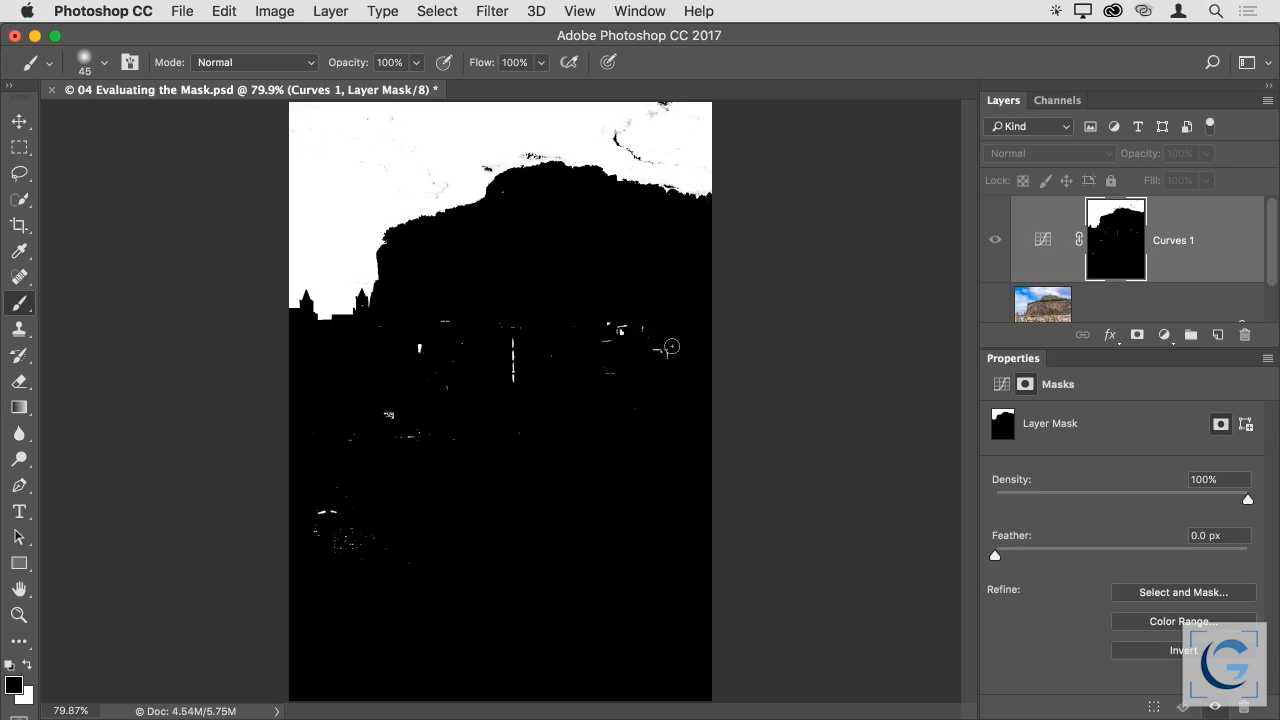 Photoshop CC File Edit Image Layer Type Select Filter 3D View Window Help
Adobe Photoshop CC 2017
45 Mode: Normal Opacity: 100% Flow: 100%
× © 04 Evaluating the Mask.psd @ 79.9% (Curves 1, Layer Mask/8) *
Layers Channels
Kind
Normal Opacity: 100%
Lock: Fill: 100%
Curves 1
fx
Properties
Masks
Layer Mask
Density: 100%
Feather: 0.0 px
Refine: Select and Mask...
Color Range...
Invert
79.87% © Doc: 4.54M/5.75M